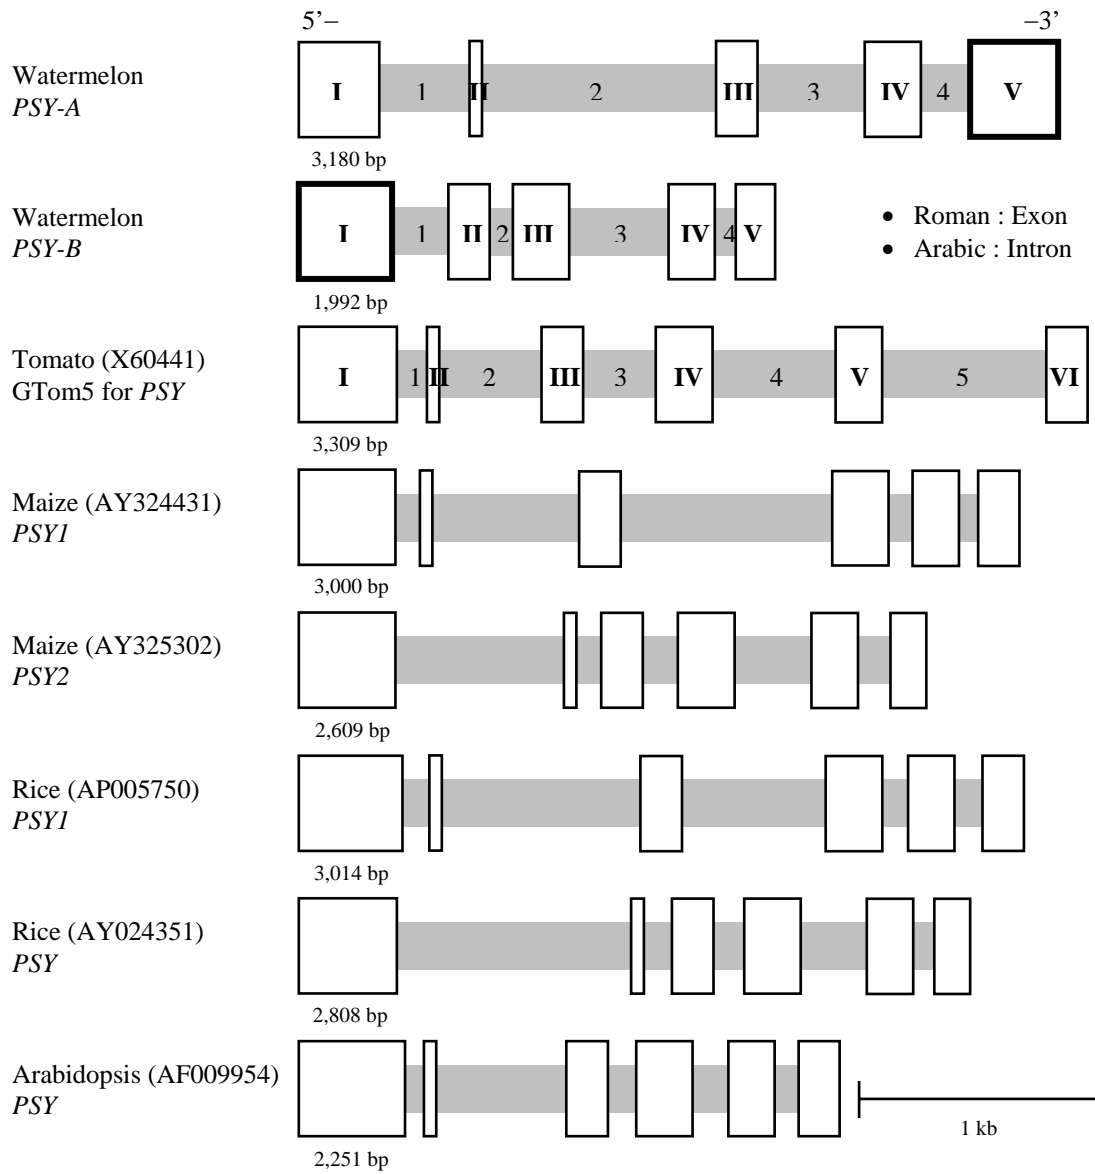 5’– –3’
Watermelon
PSY-A
I 1 II 2 III 3 IV 4 V
3,180 bp
Watermelon
PSY-B
I 1 II 2 III 3 IV 4 V
• Roman : Exon
• Arabic : Intron
1,992 bp
Tomato (X60441)
GTom5 for PSY
I 1 II 2 III 3 IV 4 V 5 VI
3,309 bp
Maize (AY324431)
PSY1
3,000 bp
Maize (AY325302)
PSY2
2,609 bp
Rice (AP005750)
PSY1
3,014 bp
Rice (AY024351)
PSY
2,808 bp
Arabidopsis (AF009954)
PSY
1 kb
2,251 bp